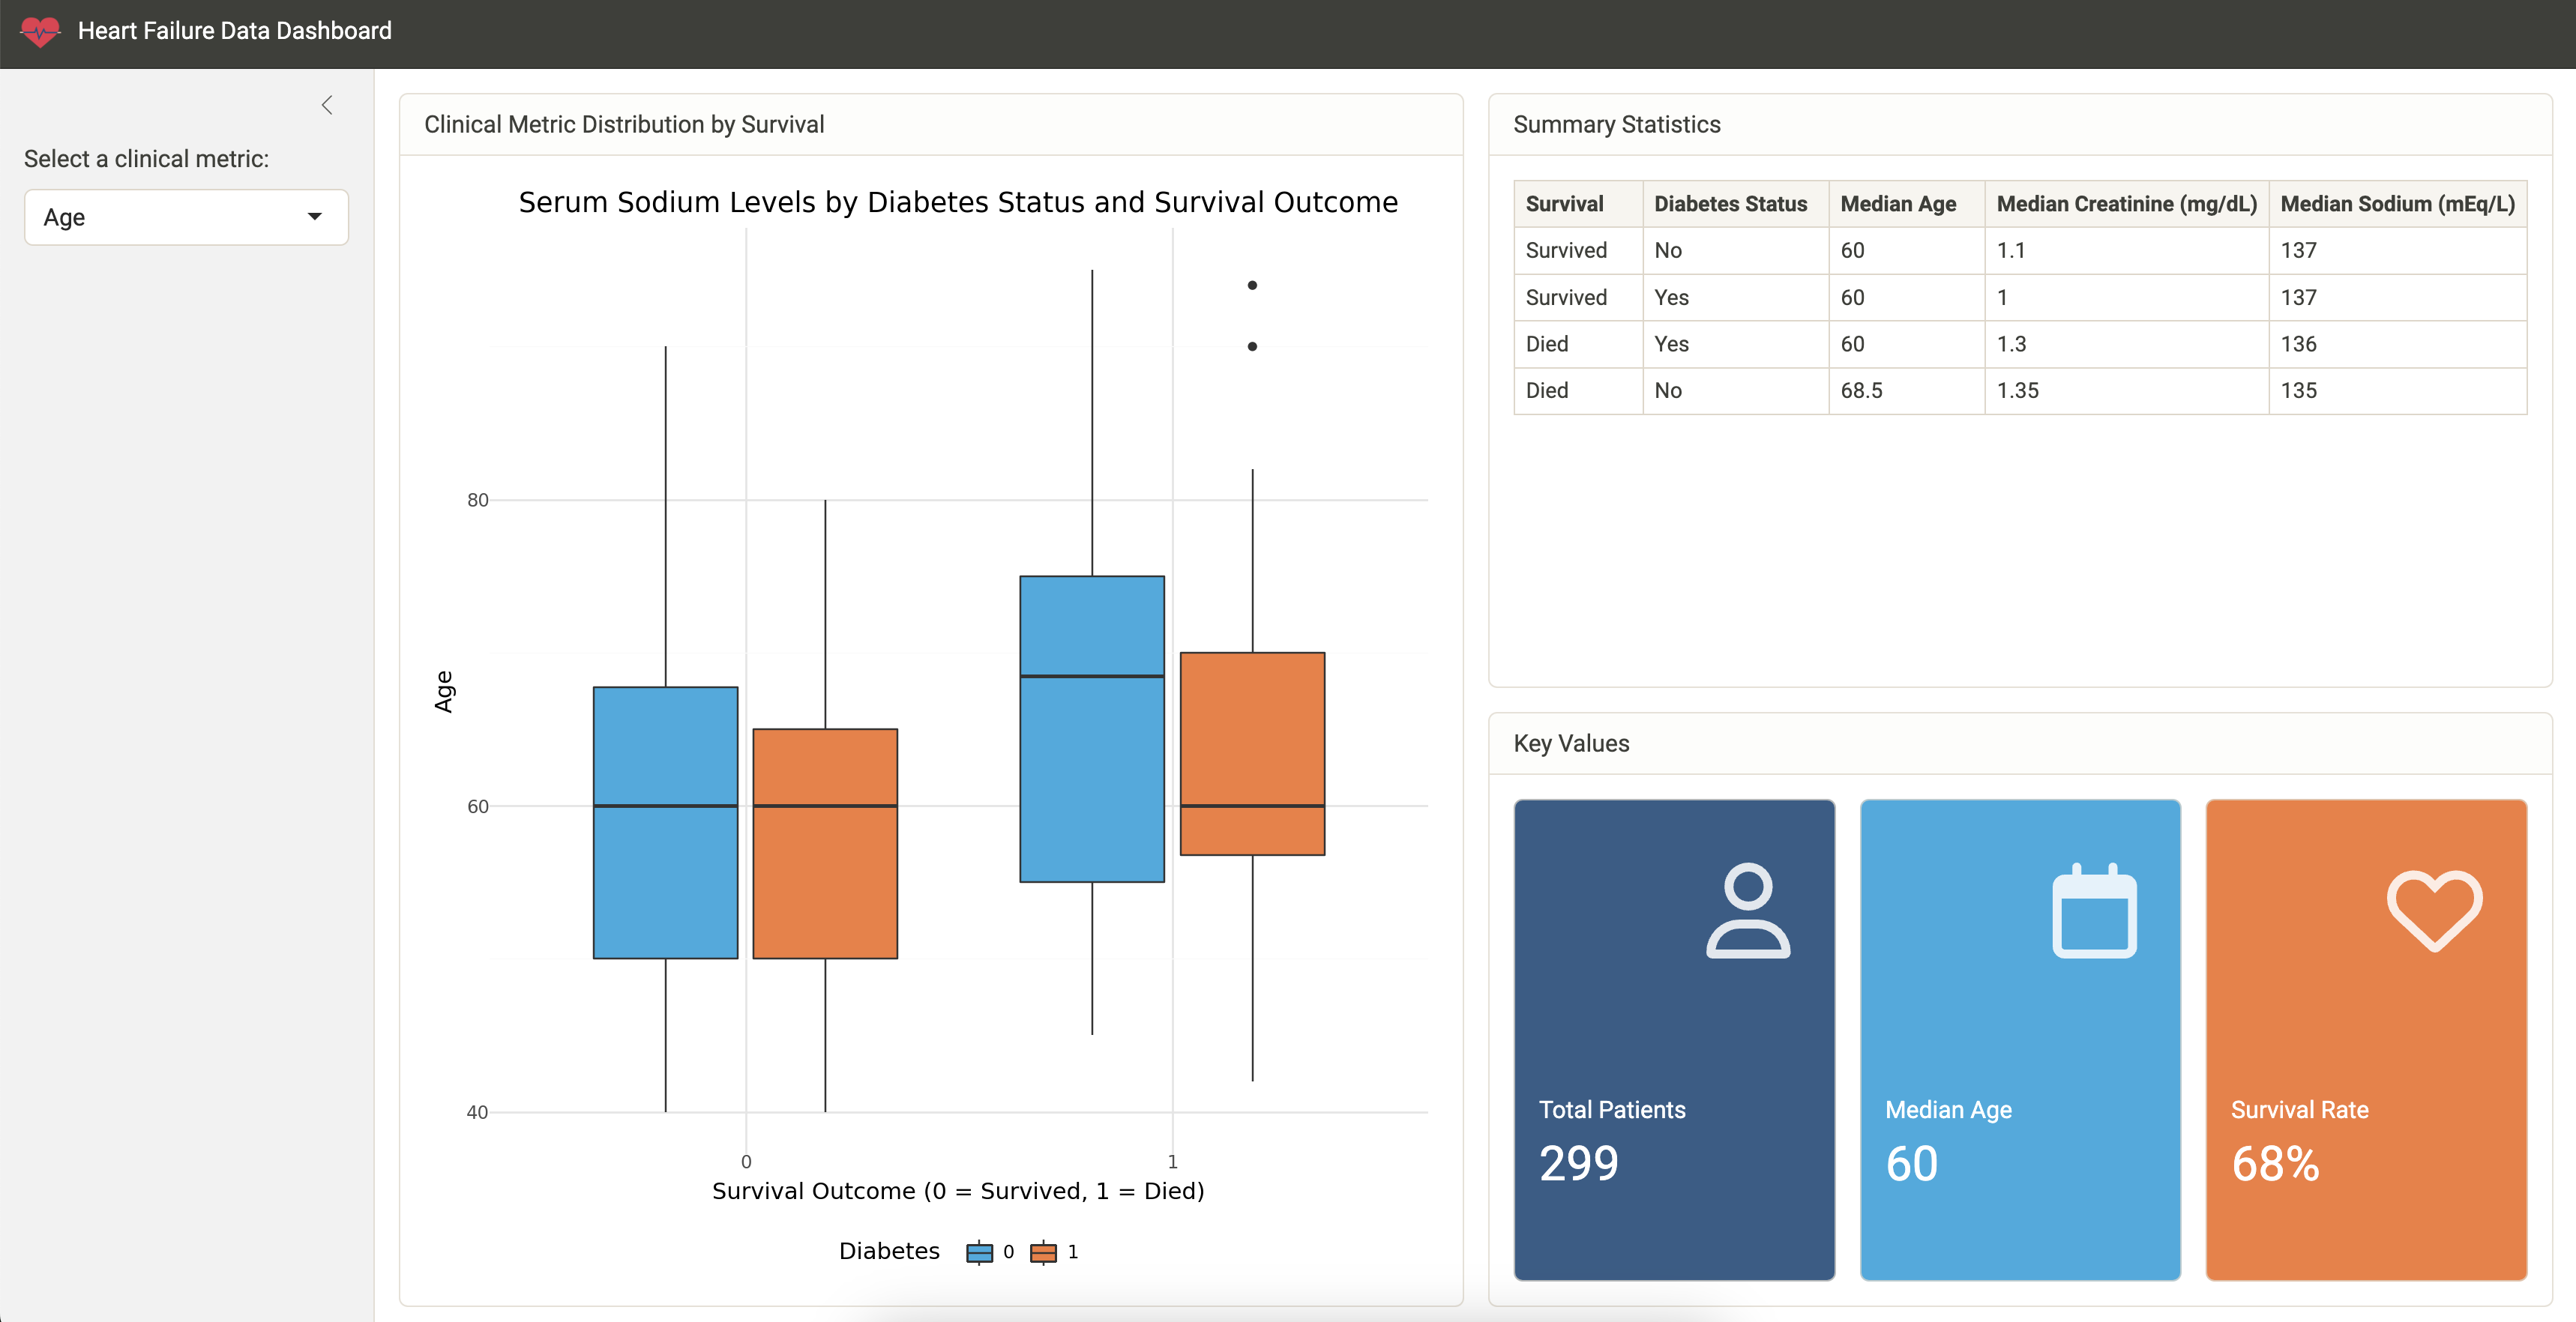 Heart Failure Data Dashboard
Select a clinical metric:
Age
Clinical Metric Distribution by Survival
Serum Sodium Levels by Diabetes Status and Survival Outcome
Age
80
60
40
0 1
Survival Outcome (0 = Survived, 1 = Died)
Diabetes 0 1
Summary Statistics
Survival Diabetes Status Median Age Median Creatinine (mg/dL) Median Sodium (mEq/L)
Survived No 60 1.1 137
Survived Yes 60 1 137
Died Yes 60 1.3 136
Died No 68.5 1.35 135
Key Values
Total Patients
299
Median Age
60
Survival Rate
68%